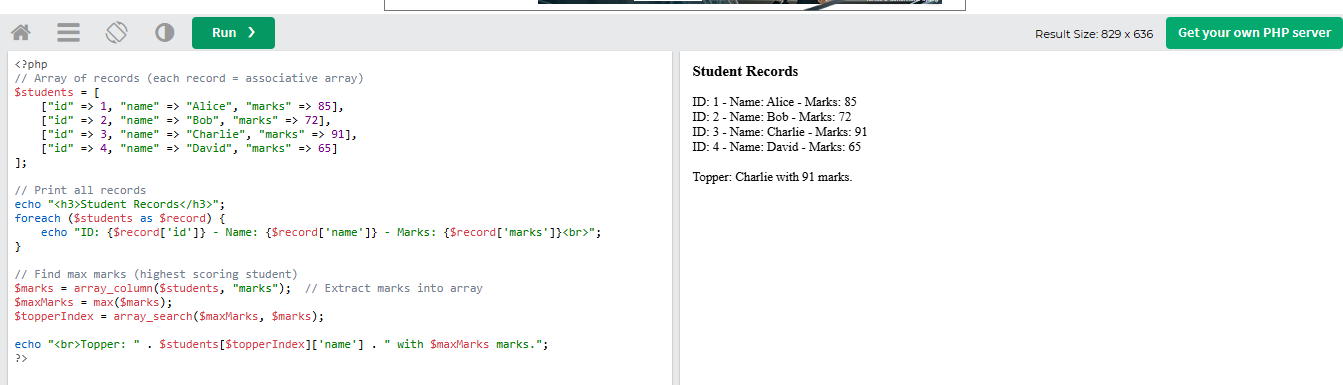 Run ❯
Result Size: 829 x 636
Get your own PHP server
<?php
// Array of records (each record = associative array)
$students = [
    ["id" => 1, "name" => "Alice", "marks" => 85],
    ["id" => 2, "name" => "Bob", "marks" => 72],
    ["id" => 3, "name" => "Charlie", "marks" => 91],
    ["id" => 4, "name" => "David", "marks" => 65]
];

// Print all records
echo "<h3>Student Records</h3>";
foreach ($students as $record) {
    echo "ID: {$record['id']} - Name: {$record['name']} - Marks: {$record['marks']}<br>";
}

// Find max marks (highest scoring student)
$marks = array_column($students, "marks");  // Extract marks into array
$maxMarks = max($marks);
$topperIndex = array_search($maxMarks, $marks);

echo "<br>Topper: " . $students[$topperIndex]['name'] . " with $maxMarks marks.";
?>
Student Records
ID: 1 - Name: Alice - Marks: 85
ID: 2 - Name: Bob - Marks: 72
ID: 3 - Name: Charlie - Marks: 91
ID: 4 - Name: David - Marks: 65
Topper: Charlie with 91 marks.